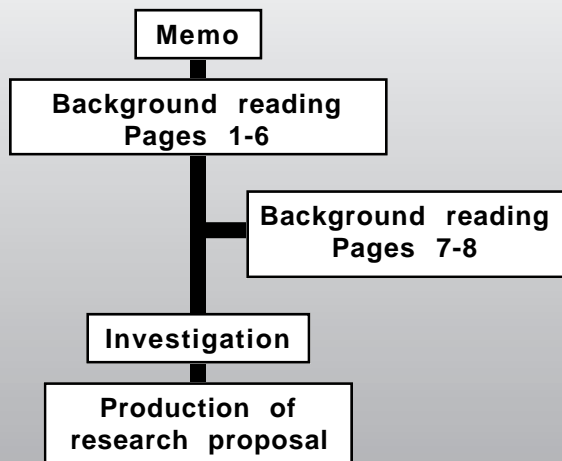 Memo
Background reading
Pages 1-6
Background reading
Pages 7-8
Investigation
Production of
research proposal